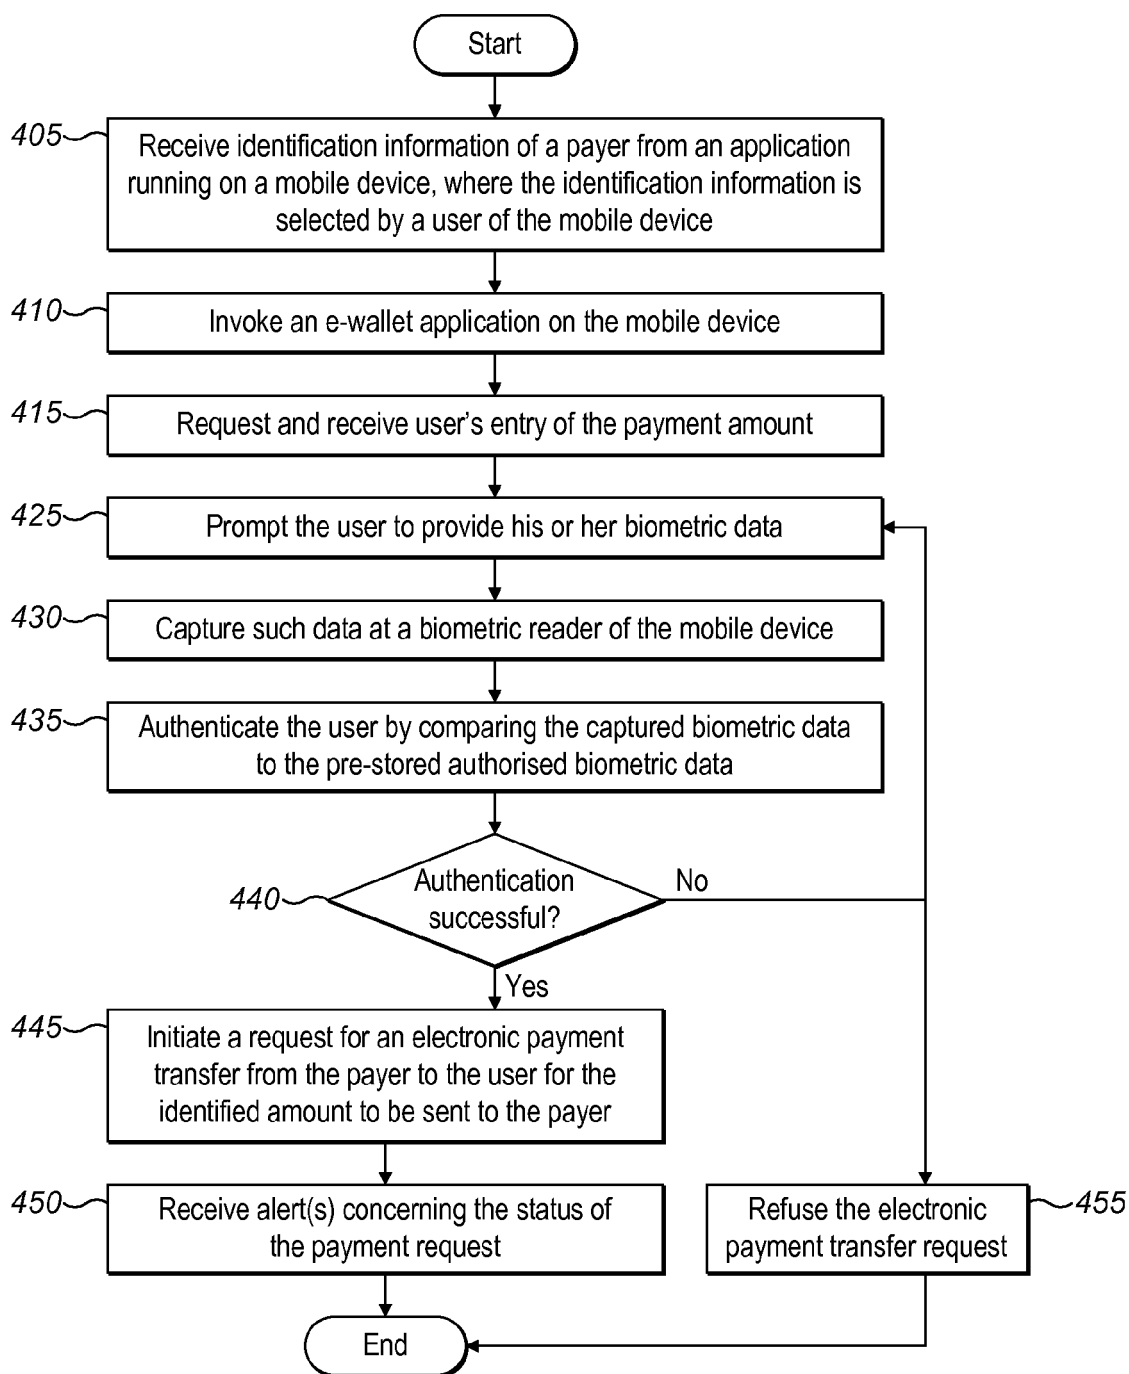 Start
405
Receive identification information of a payer from an application
running on a mobile device, where the identification information is
selected by a user of the mobile device
410
Invoke an e-wallet application on the mobile device
415
Request and receive user's entry of the payment amount
425
Prompt the user to provide his or her biometric data
430
Capture such data at a biometric reader of the mobile device
435
Authenticate the user by comparing the captured biometric data
to the pre-stored authorised biometric data
440
Authentication
successful?
No
Yes
445
Initiate a request for an electronic payment
transfer from the payer to the user for the
identified amount to be sent to the payer
450
Receive alert(s) concerning the status of
the payment request
Refuse the electronic
payment transfer request
455
End